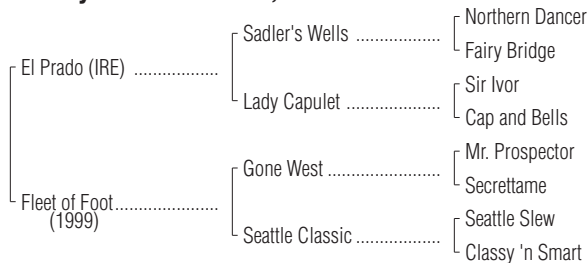 Northern Dancer
Sadler's Wells ..................
Fairy Bridge
El Prado (IRE) ..................
Sir Ivor
Lady Capulet ....................
Cap and Bells
Mr. Prospector
Gone West ........................
Secrettame
Fleet of Foot......................
(1999)
Seattle Slew
Seattle Classic ...................
Classy 'n Smart